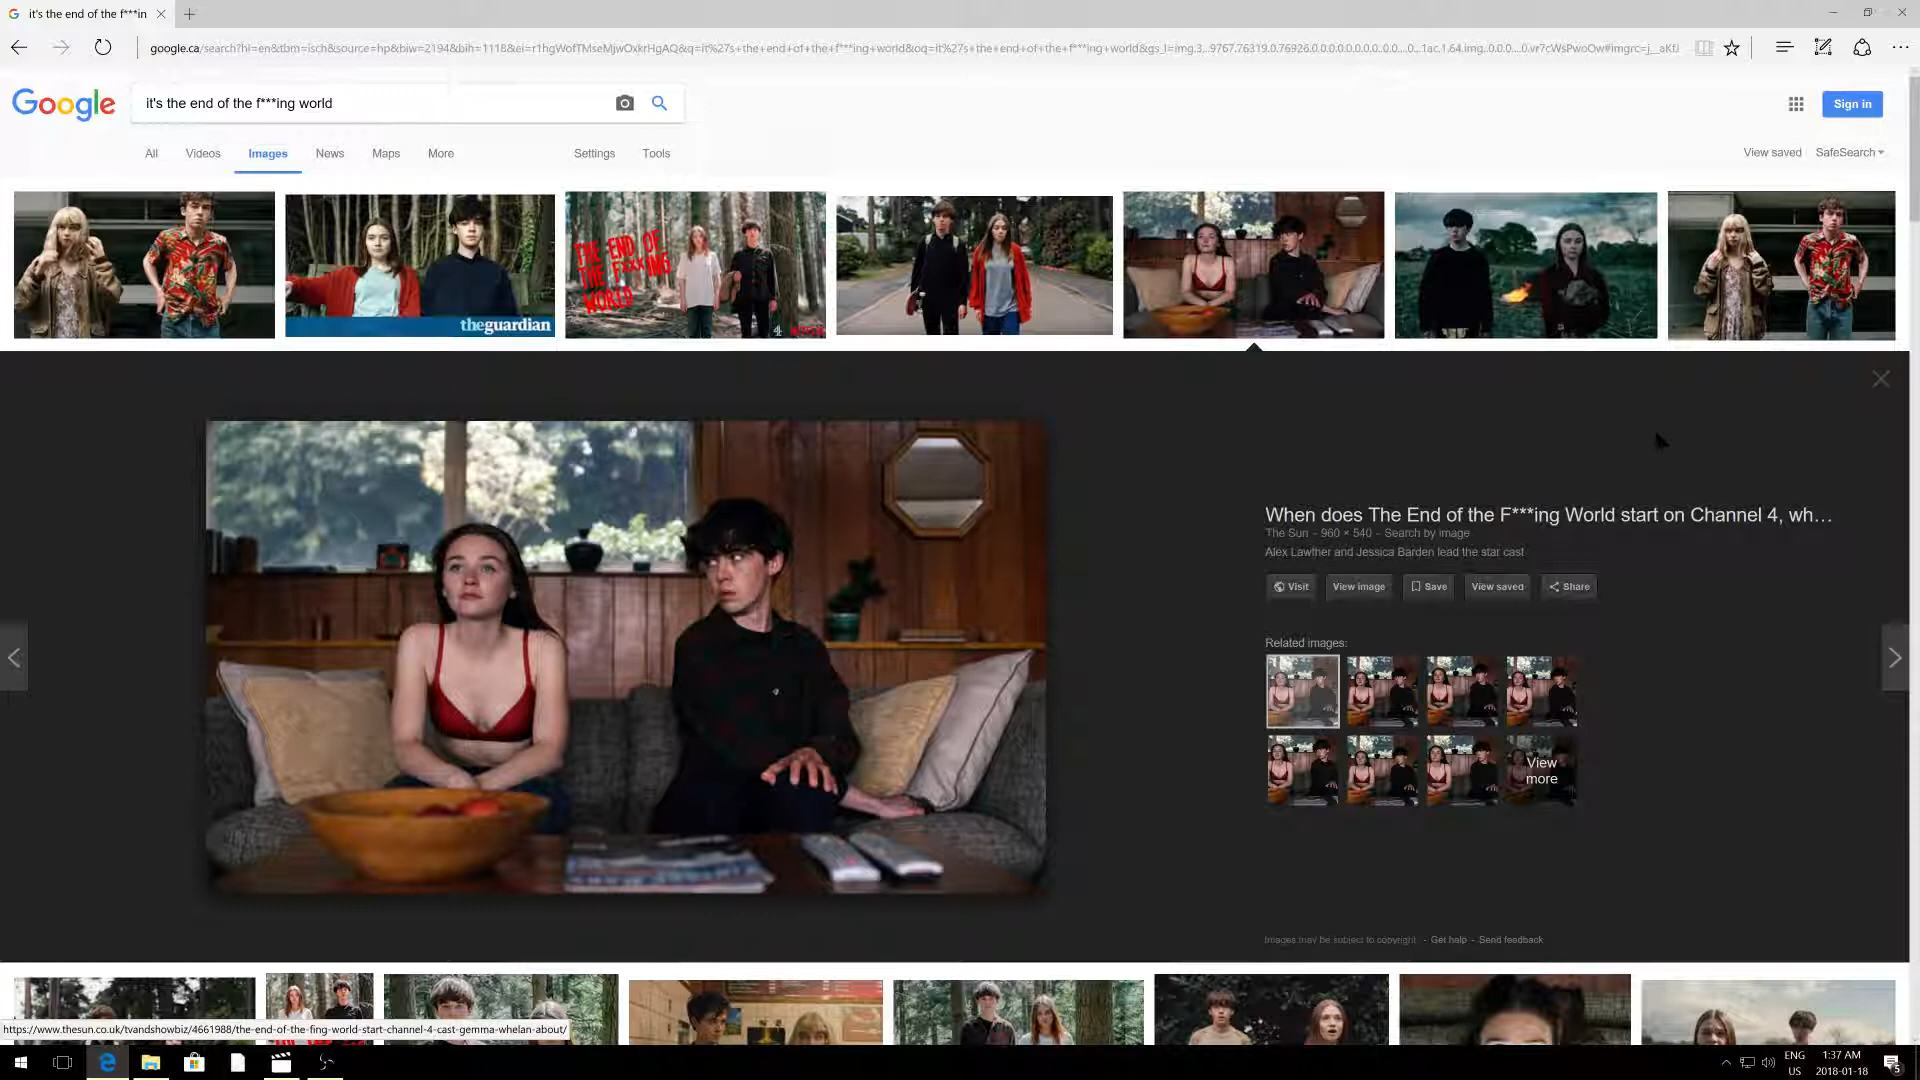 it's the end of the f***in
google.ca/search?hl=en&tbm=isch&source=hp&biw=2194&bih=1118&ei=r1hgWofTMseMjwOxkrHgAQ&q=it%27s+the+end+of+the+f***ing+world&oq=it%27s+the+end+of+the+f***ing+world&gs_l=img.3...9767.76319.0.76926.0.0.0.0.0.0.0.0..0.0....0...1ac.1.64.img..0.0.0....0.vr7cWsPwoOw#imgrc=j__aKfJ
Google
it's the end of the f***ing world
Sign in
All Videos Images News Maps More Settings Tools
View saved SafeSearch
THE END OF
THE F***ING
WORLD
theguardian
4
When does The End of the F***ing World start on Channel 4, wh...
The Sun - 960 × 540 - Search by image
Alex Lawther and Jessica Barden lead the star cast
Visit View image Save View saved Share
Related images:
View
more
Images may be subject to copyright. - Get help - Send feedback
https://www.thesun.co.uk/tvandshowbiz/4661988/the-end-of-the-fing-world-start-channel-4-cast-gemma-whelan-about/
ENG
US
1:37 AM
2018-01-18
5